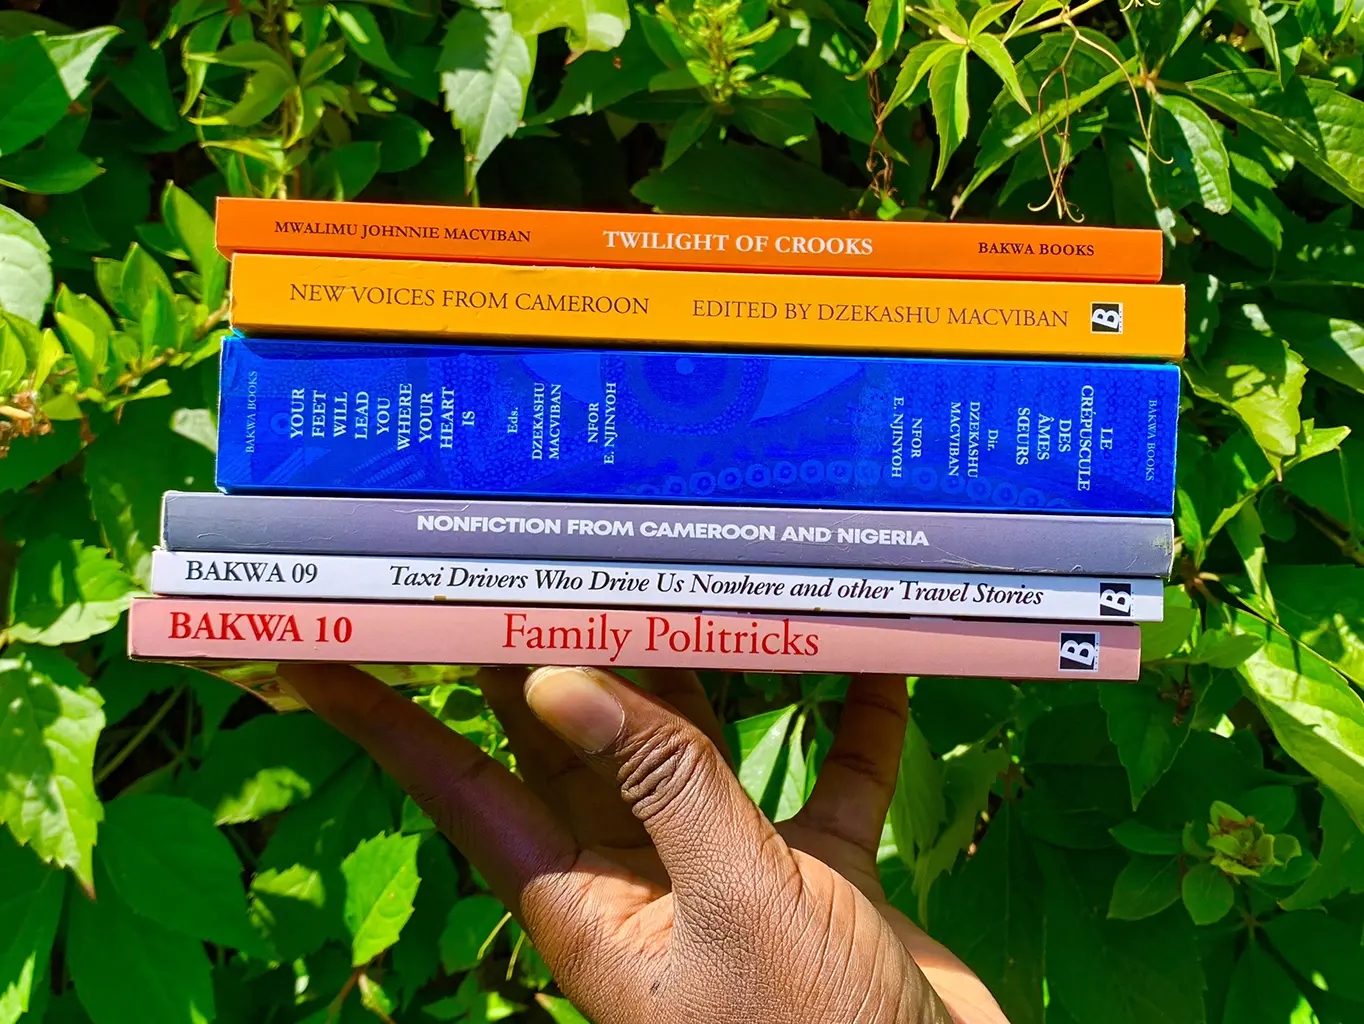 MWALIMU JOHNNIE MACVIBAN TWILIGHT OF CROOKS BAKWA BOOKS
NEW VOICES FROM CAMEROON EDITED BY DZEKASHU MACVIBAN B
BAKWA BOOKS
YOUR
FEET
WILL
LEAD
YOU
WHERE
YOUR
HEART
IS
Eds.
DZEKASHU
MACVIBAN
NFOR
E. NJINYOH
LE
CRÉPUSCULE
DES
ÂMES
SŒURS
Dir.
DZEKASHU
MACVIBAN
NFOR
E. NJINYOH
BAKWA BOOKS
NONFICTION FROM CAMEROON AND NIGERIA
BAKWA 09 Taxi Drivers Who Drive Us Nowhere and other Travel Stories B
BAKWA 10 Family Politricks B